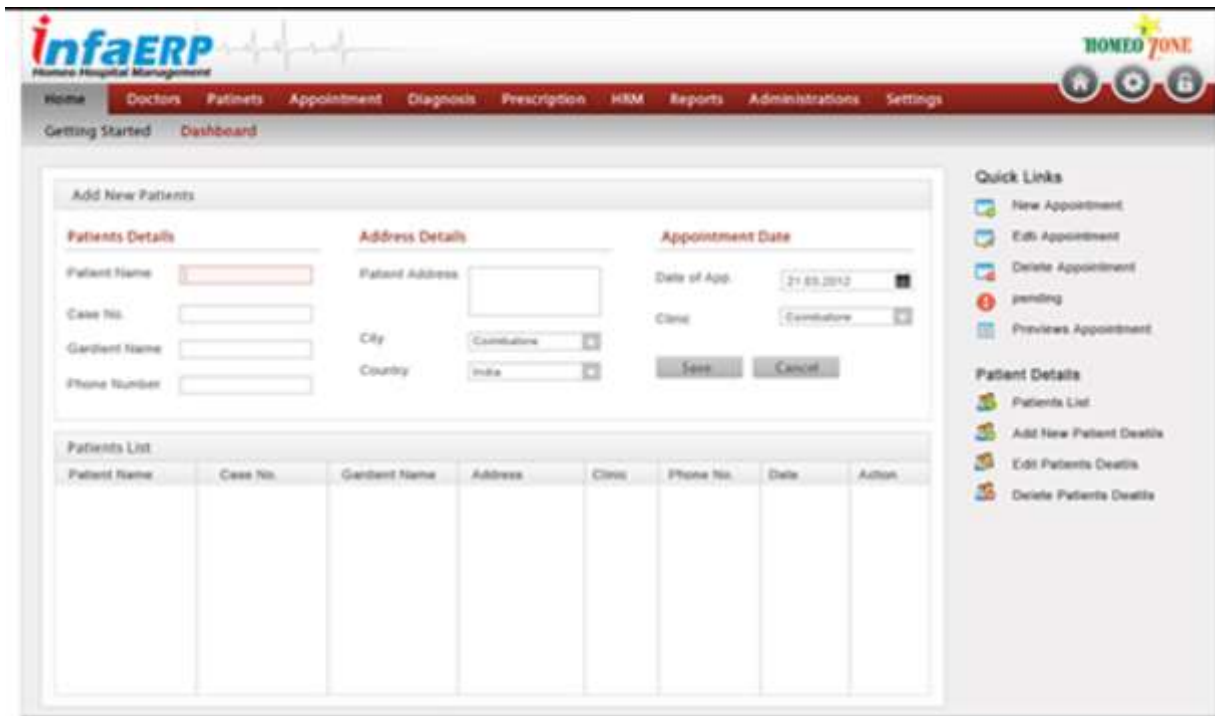 infaERP
Homeo Hospital Management
HOMEO ZONE
Home Doctors Patinets Appointment Diagnosis Prescription HRM Reports Administrations Settings
Getting Started Dashboard
Add New Patients
Patients Details Address Details Appointment Date
Patient Name Patient Address Date of App. 21.03.2012
Case No. Clinic Coimbatore
Gardient Name City Coimbatore
Phone Number Country India Save Cancel
Patients List
Patient Name Case No. Gardient Name Address Clinic Phone No. Date Action
Quick Links
New Appointment
Edit Appointment
Delete Appointment
pending
Previews Appointment
Patient Details
Patients List
Add New Patient Deatils
Edit Patients Deatils
Delete Patients Deatils